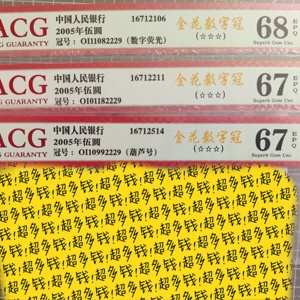 ACG
GUARANTY
中国人民银行 16712106
2005年伍圆
冠号：OI11082229（数字荧光）
金花数字冠
(☆☆☆)
68 EPQ
Superb Gem Unc
ACG
GUARANTY
中国人民银行 16712211
2005年伍圆
冠号：OI01182229
金花数字冠
(☆☆☆)
67 EPQ
Superb Gem Unc
ACG
GUARANTY
中国人民银行 16712514
2005年伍圆
冠号：OI10992229（葫芦号）
金花数字冠
(☆☆☆)
67 EPQ
Superb Gem Unc
超多钱!超多钱!超多钱!超多钱!